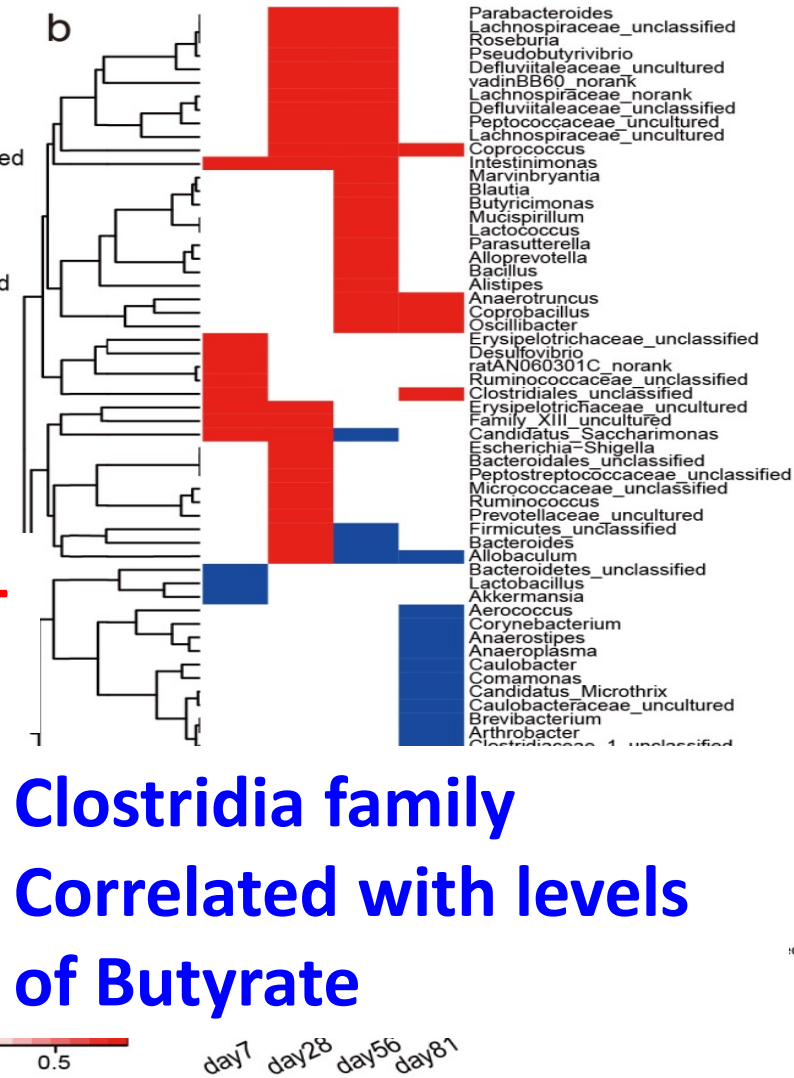 b
Parabacteroides
Lachnospiraceae_unclassified
Roseburia
Pseudobutyrivibrio
Defluviitaleaceae_uncultured
vadinBB60_norank
Lachnospiraceae_norank
Defluviitaleaceae_unclassified
Peptococcaceae_uncultured
Lachnospiraceae_uncultured
Coprococcus
ed
Intestinimonas
Marvinbryantia
Blautia
Butyricimonas
Mucispirillum
Lactococcus
Parasutterella
Alloprevotella
Bacillus
d
Alistipes
Anaerotruncus
Coprobacillus
Oscillibacter
Erysipelotrichaceae_unclassified
Desulfovibrio
ratAN060301C_norank
Ruminococcaceae_unclassified
Clostridiales_unclassified
Erysipelotrichaceae_uncultured
Family_XIII_uncultured
Candidatus_Saccharimonas
Escherichia−Shigella
Bacteroidales_unclassified
Peptostreptococcaceae_unclassified
Micrococcaceae_unclassified
Ruminococcus
Prevotellaceae_uncultured
Firmicutes_unclassified
Bacteroides
Allobaculum
Bacteroidetes_unclassified
Lactobacillus
Akkermansia
Aerococcus
Corynebacterium
Anaerostipes
Anaeroplasma
Caulobacter
Comamonas
Candidatus_Microthrix
Caulobacteraceae_uncultured
Brevibacterium
Arthrobacter
Clostridiaceae_1_unclassified
Clostridia family
Correlated with levels
of Butyrate
0.5
day7 day28 day56 day81